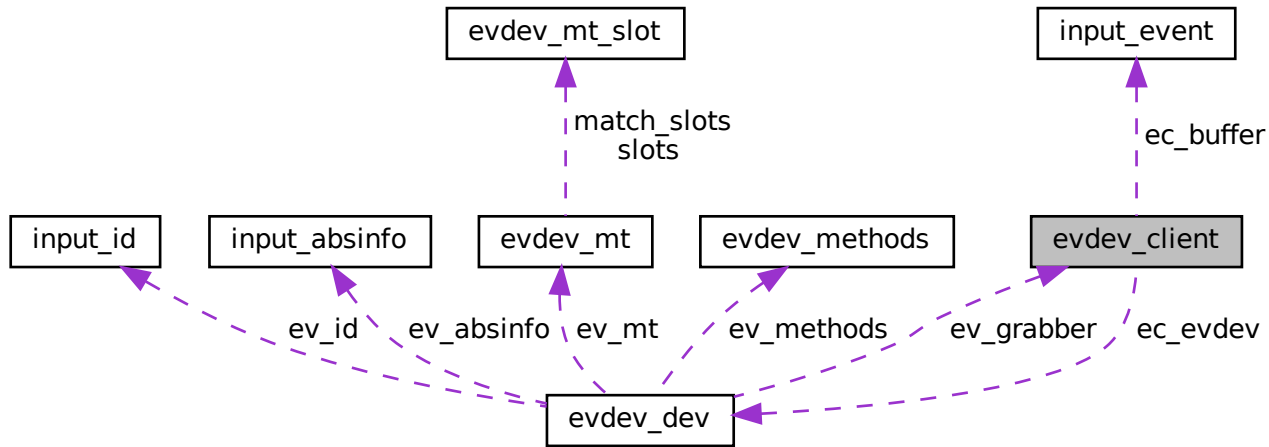 evdev_mt_slot
input_event
match_slots
slots
ec_buffer
input_id
input_absinfo
evdev_mt
evdev_methods
evdev_client
ev_id
ev_absinfo
ev_mt
ev_methods
ev_grabber
ec_evdev
evdev_dev